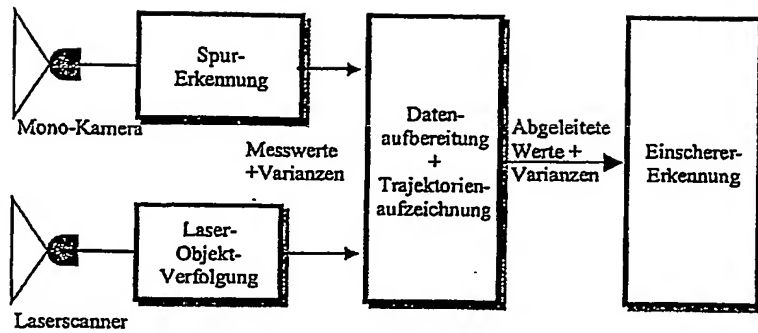 Spur-
Erkennung
Mono-Kamera
Messwerte
+Varianzen
Laser-
Objekt-
Verfolgung
Laserscanner
Daten-
aufbereitung
+
Trajektorien-
aufzeichnung
Abgeleitete
Werte +
Varianzen
Einscherer-
Erkennung